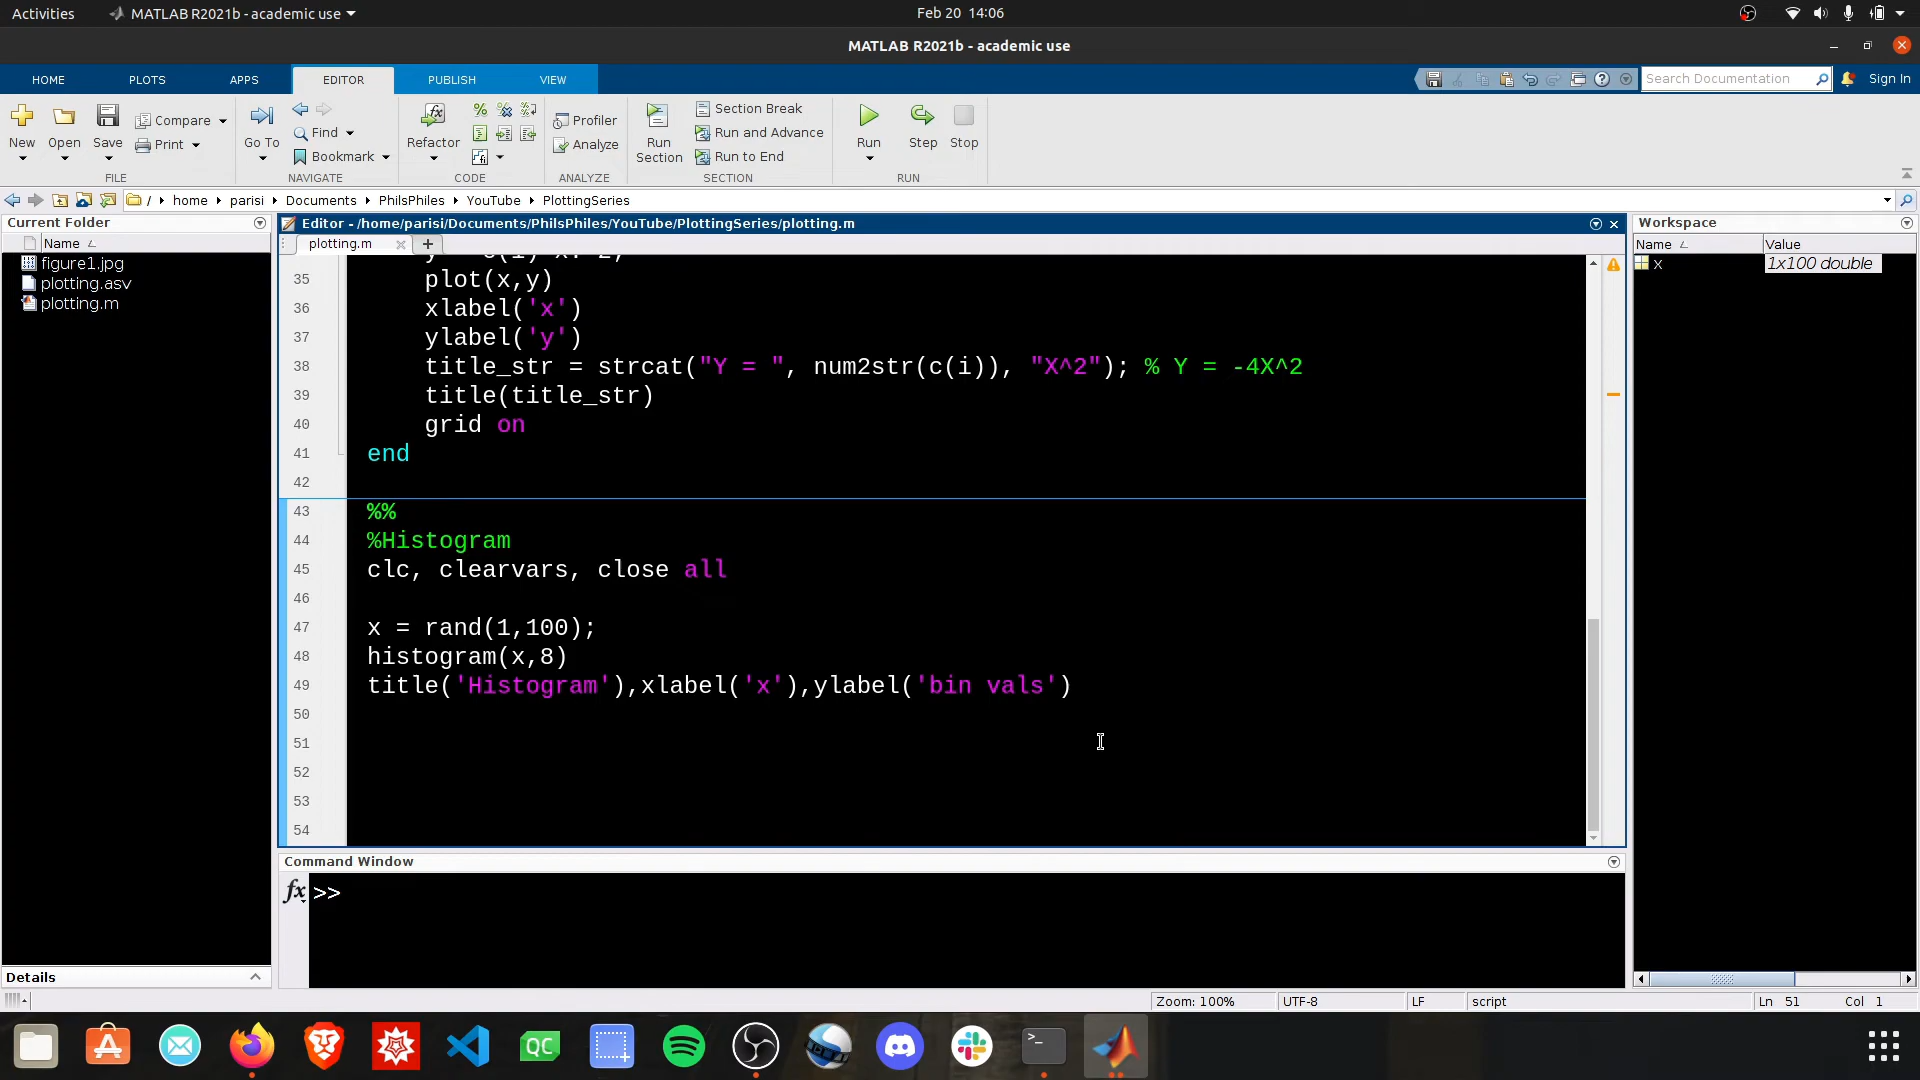 Activities
MATLAB R2021b - academic use
Feb 20 14:06
MATLAB R2021b - academic use
HOME
PLOTS
APPS
EDITOR
PUBLISH
VIEW
Search Documentation
Sign In
New
Open
Save
Compare
Print
FILE
Go To
Find
Bookmark
NAVIGATE
Refactor
CODE
Profiler
Analyze
ANALYZE
Run Section
Section Break
Run and Advance
Run to End
SECTION
Run
Step
Stop
RUN
/ home parisi Documents PhilsPhiles YouTube PlottingSeries
Current Folder
Name
figure1.jpg
plotting.asv
plotting.m
Details
Editor - /home/parisi/Documents/PhilsPhiles/YouTube/PlottingSeries/plotting.m
plotting.m
35 plot(x,y)
36 xlabel('x')
37 ylabel('y')
38 title_str = strcat("Y = ", num2str(c(i)), "X^2"); % Y = -4X^2
39 title(title_str)
40 grid on
41 end
42
43 %%
44 %Histogram
45 clc, clearvars, close all
46
47 x = rand(1,100);
48 histogram(x,8)
49 title('Histogram'),xlabel('x'),ylabel('bin vals')
50
51
52
53
54
Command Window
fx >>
Workspace
Name Value
x 1x100 double
Zoom: 100%
UTF-8
LF
script
Ln 51 Col 1
QC
>_